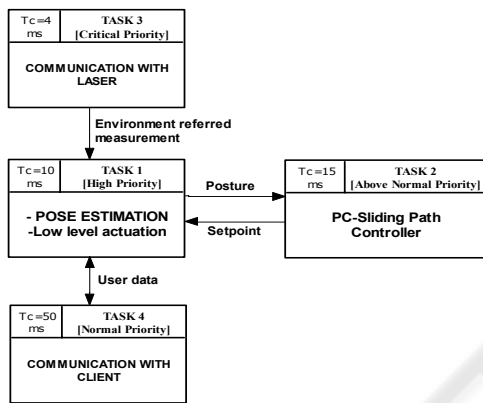 Tc=4
ms
TASK 3
[Critical Priority]
COMMUNICATION WITH
LASER
Environment referred
measurement
Tc=10
ms
TASK 1
[High Priority]
- POSE ESTIMATION
-Low level actuation
Posture
Setpoint
Tc=15
ms
TASK 2
[Above Normal Priority]
PC-Sliding Path
Controller
User data
Tc=50
ms
TASK 4
[Normal Priority]
COMMUNICATION WITH
CLIENT